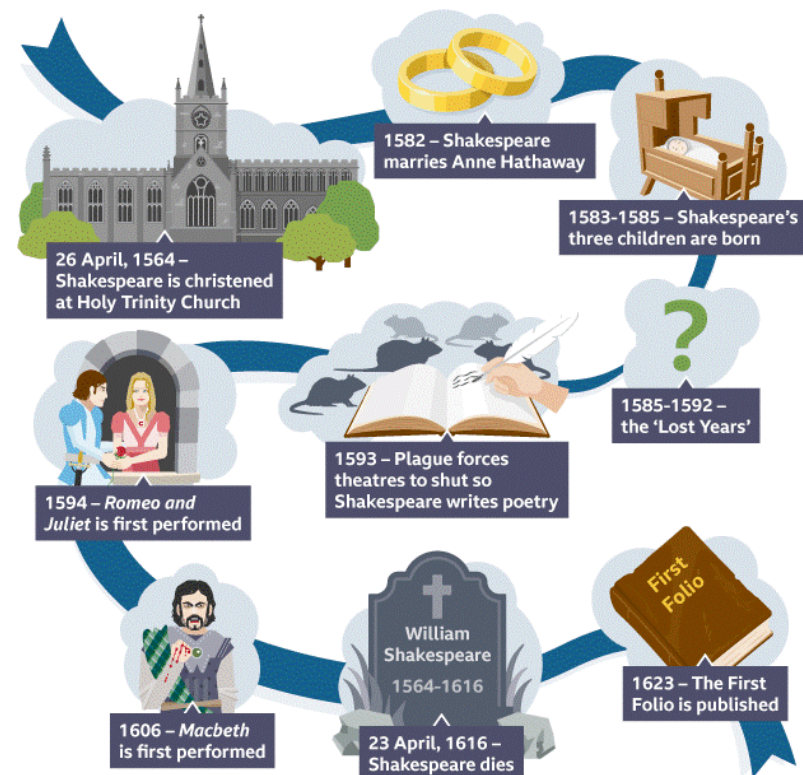 26 April, 1564 –
Shakespeare is christened
at Holy Trinity Church
1582 – Shakespeare
marries Anne Hathaway
1583-1585 – Shakespeare’s
three children are born
1585-1592 –
the ‘Lost Years’
1593 – Plague forces
theatres to shut so
Shakespeare writes poetry
1594 – Romeo and
Juliet is first performed
1606 – Macbeth
is first performed
William
Shakespeare
1564-1616
23 April, 1616 –
Shakespeare dies
First
Folio
1623 – The First
Folio is published